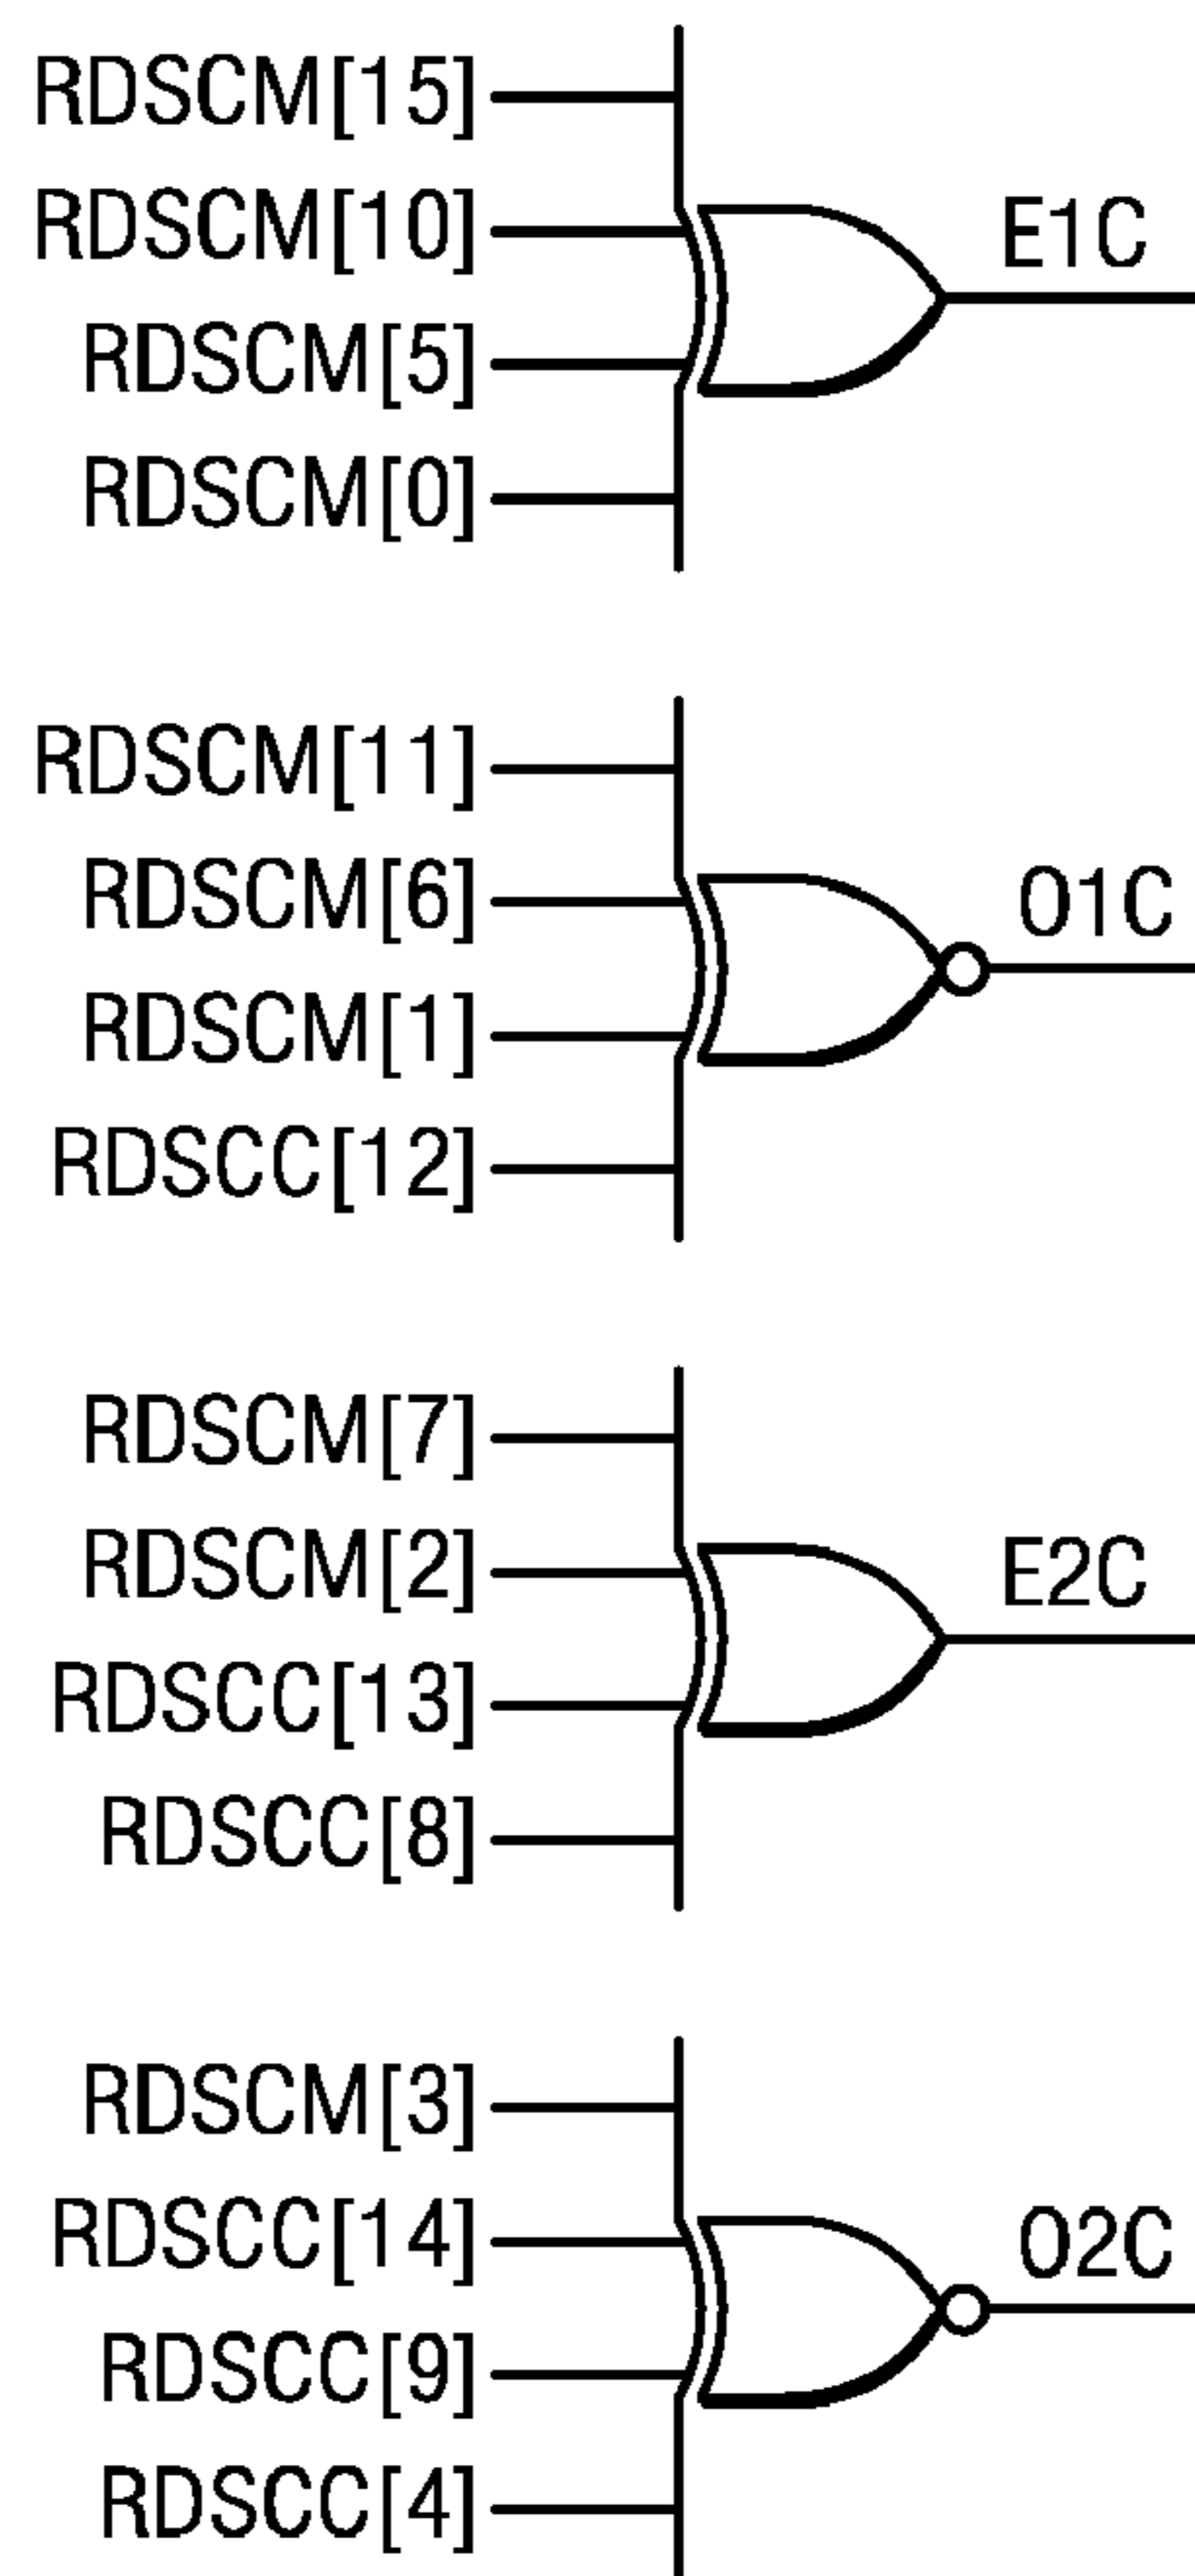 RDSCM[15]
RDSCM[10]
E1C
RDSCM[5]
RDSCM[0]
RDSCM[11]
RDSCM[6]
O1C
RDSCM[1]
RDSCC[12]
RDSCM[7]
RDSCM[2]
E2C
RDSCC[13]
RDSCC[8]
RDSCM[3]
RDSCC[14]
O2C
RDSCC[9]
RDSCC[4]